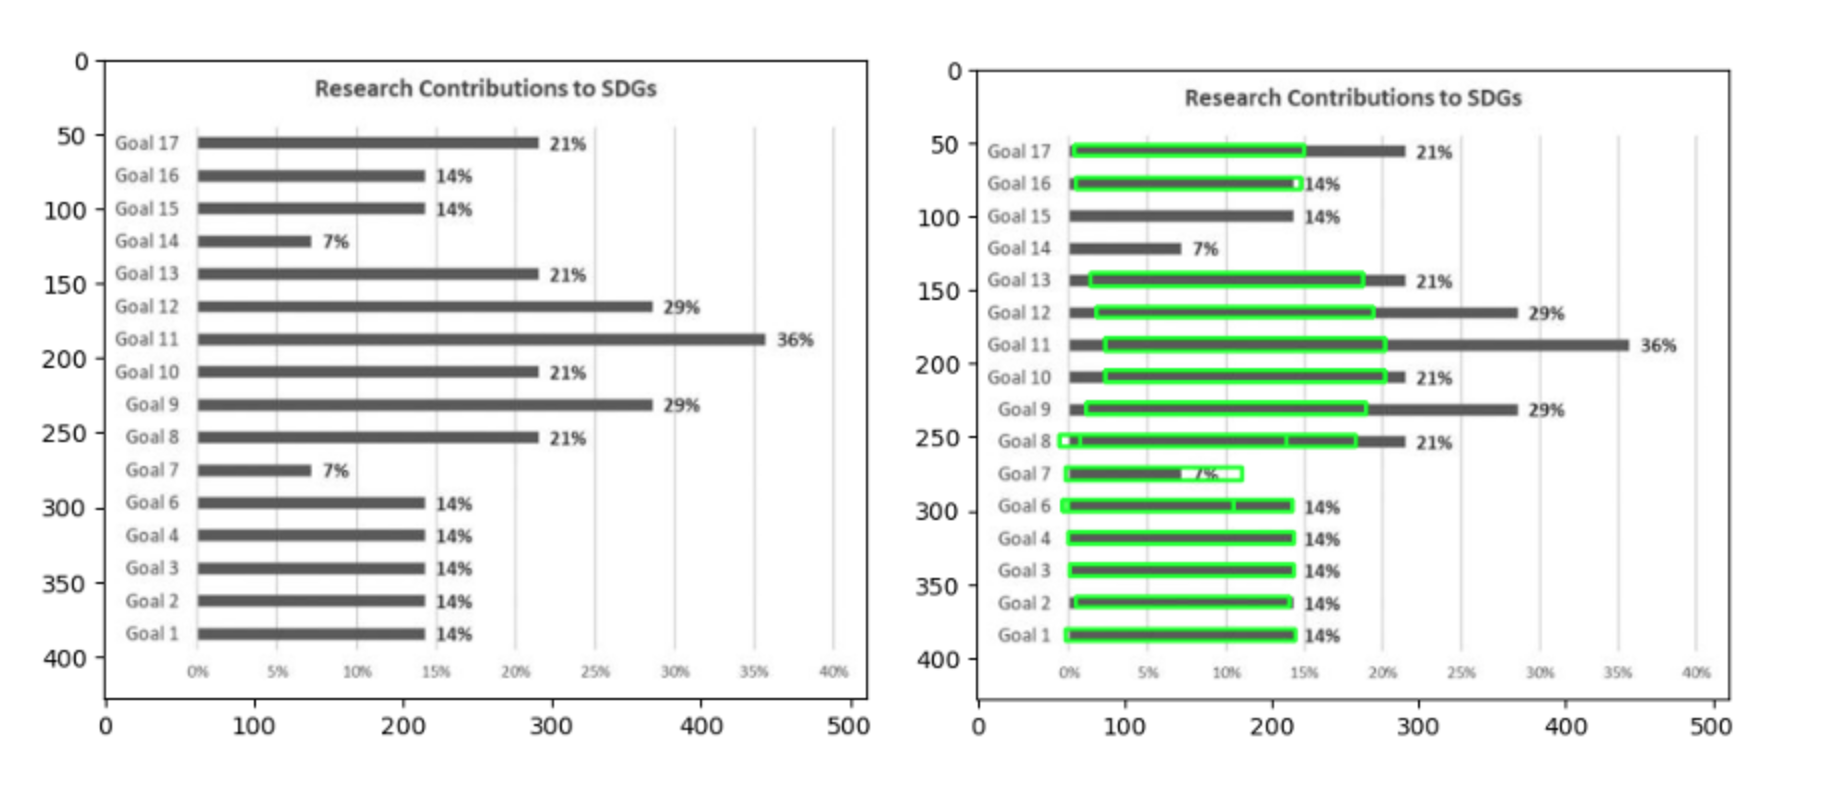 Research Contributions to SDGs
0
50
100
150
200
250
300
350
400
Goal 17 21%
Goal 16 14%
Goal 15 14%
Goal 14 7%
Goal 13 21%
Goal 12 29%
Goal 11 36%
Goal 10 21%
Goal 9 29%
Goal 8 21%
Goal 7 7%
Goal 6 14%
Goal 4 14%
Goal 3 14%
Goal 2 14%
Goal 1 14%
0% 5% 10% 15% 20% 25% 30% 35% 40%
0 100 200 300 400 500
Research Contributions to SDGs
0
50
100
150
200
250
300
350
400
Goal 17 21%
Goal 16 14%
Goal 15 14%
Goal 14 7%
Goal 13 21%
Goal 12 29%
Goal 11 36%
Goal 10 21%
Goal 9 29%
Goal 8 21%
Goal 7 7%
Goal 6 14%
Goal 4 14%
Goal 3 14%
Goal 2 14%
Goal 1 14%
0% 5% 10% 15% 20% 25% 30% 35% 40%
0 100 200 300 400 500